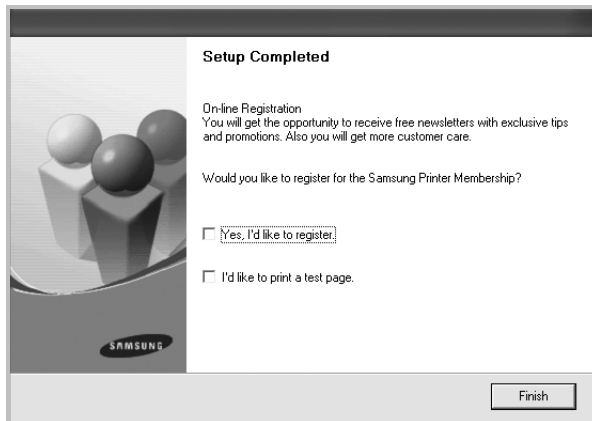 Setup Completed
On-line Registration
You will get the opportunity to receive free newsletters with exclusive tips
and promotions. Also you will get more customer care.
Would you like to register for the Samsung Printer Membership?
Yes, I'd like to register.
I'd like to print a test page.
SAMSUNG
Finish